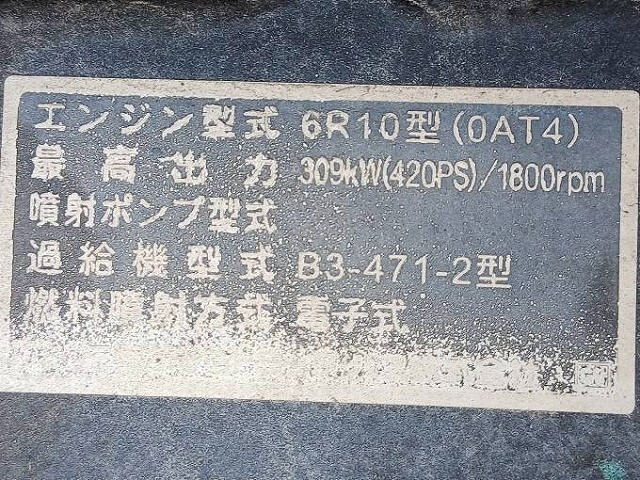 エンジン型式 6R10型(0AT4)
最高出力 309kW(420PS)/1800rpm
噴射ポンプ型式
過給機型式 B3-471-2型
燃料噴射方式 電子式